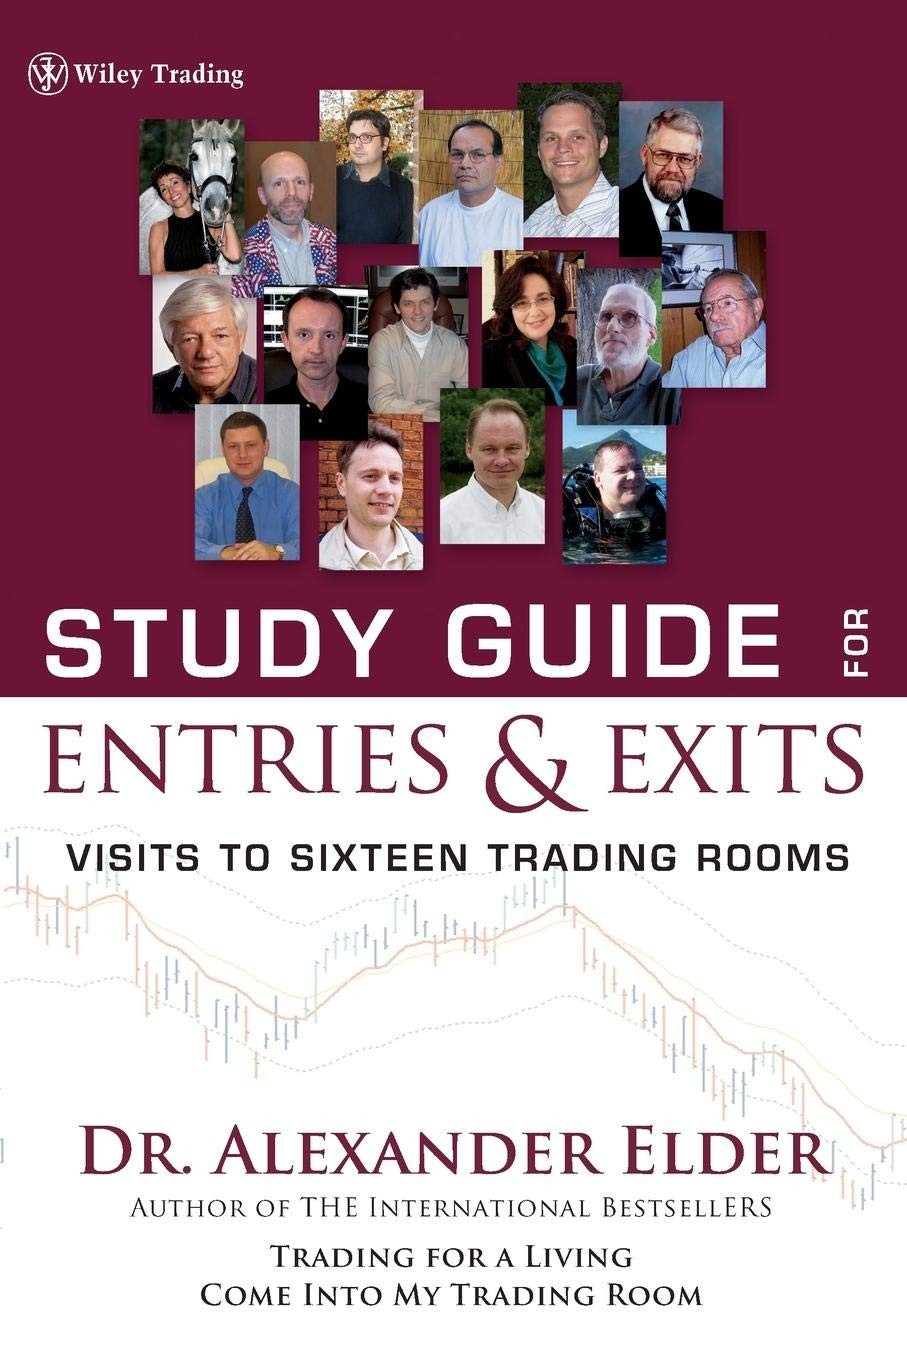 Wiley Trading
STUDY GUIDE FOR
ENTRIES & EXITS
VISITS TO SIXTEEN TRADING ROOMS
DR. ALEXANDER ELDER
AUTHOR OF THE INTERNATIONAL BESTSELLERS
TRADING FOR A LIVING
COME INTO MY TRADING ROOM